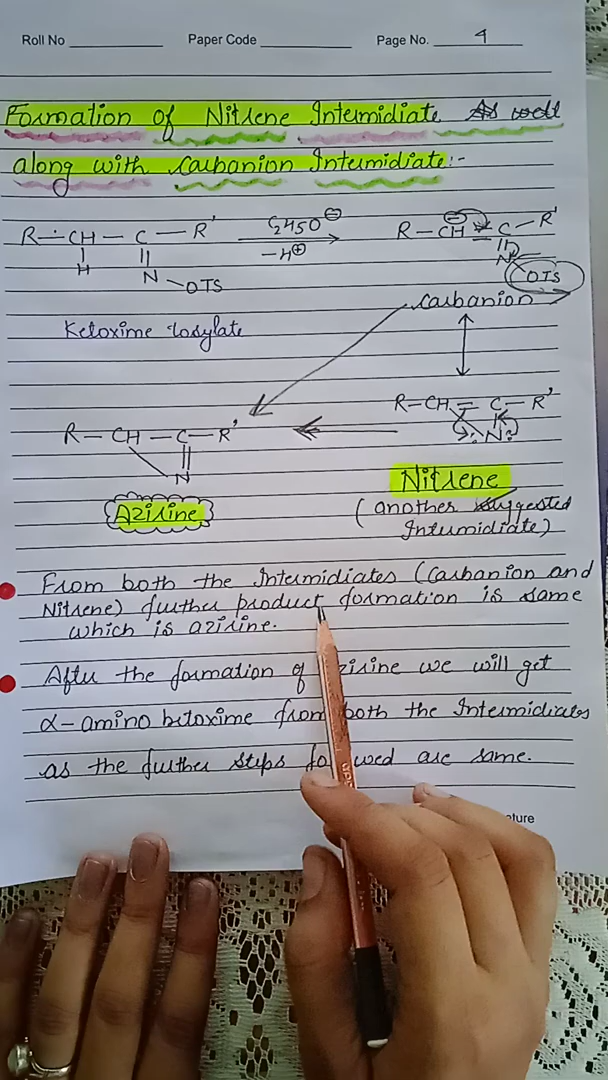 Roll No
Paper Code
Page No. 4
Formation of Nitrene Intermidiate As well
along with Carbanion Intermidiate:-
R—CH—C—R' C₂H5O⊖ R—CH—C—R'
H N—OTS —H⊕ N OTS
Ketoxime tosylate Carbanion
R—CH—C—R' R—CH=C—R'
N :N:
Azirine Nitrene
(another suggested
Intermidiate)
From both the Intermidiates (Carbanion and
Nitrene) further product formation is same
which is azirine.
After the formation of we will get
α-amino ketoxime from both the Intermidiates
as the further steps are same.